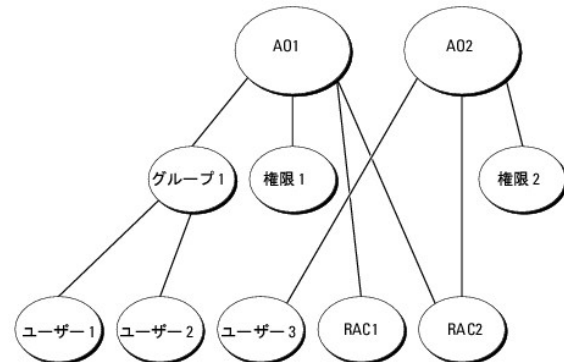 A01
A02
グループ 1
権限 1
権限 2
ユーザー 1
ユーザー 2
ユーザー 3
RAC1
RAC2